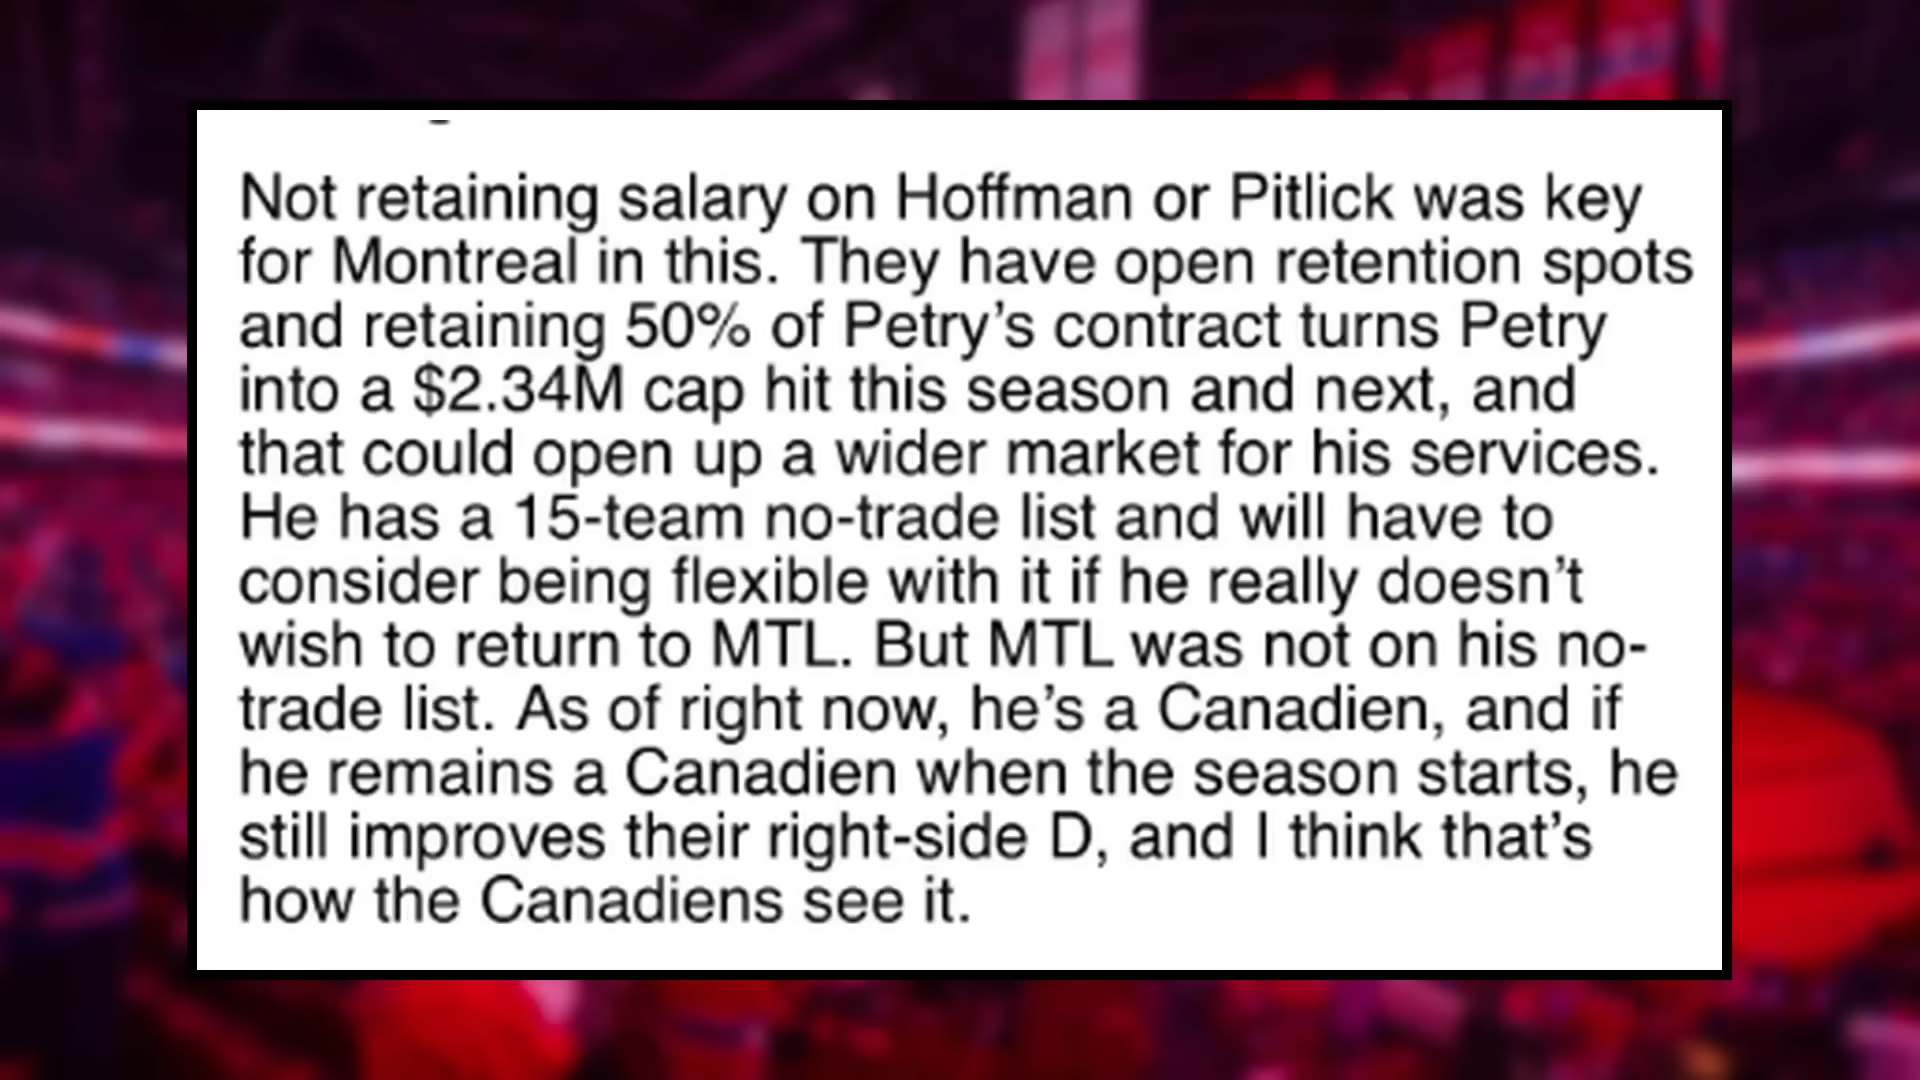 Not retaining salary on Hoffman or Pitlick was key
for Montreal in this. They have open retention spots
and retaining 50% of Petry’s contract turns Petry
into a $2.34M cap hit this season and next, and
that could open up a wider market for his services.
He has a 15-team no-trade list and will have to
consider being flexible with it if he really doesn’t
wish to return to MTL. But MTL was not on his no-
trade list. As of right now, he’s a Canadien, and if
he remains a Canadien when the season starts, he
still improves their right-side D, and I think that’s
how the Canadiens see it.